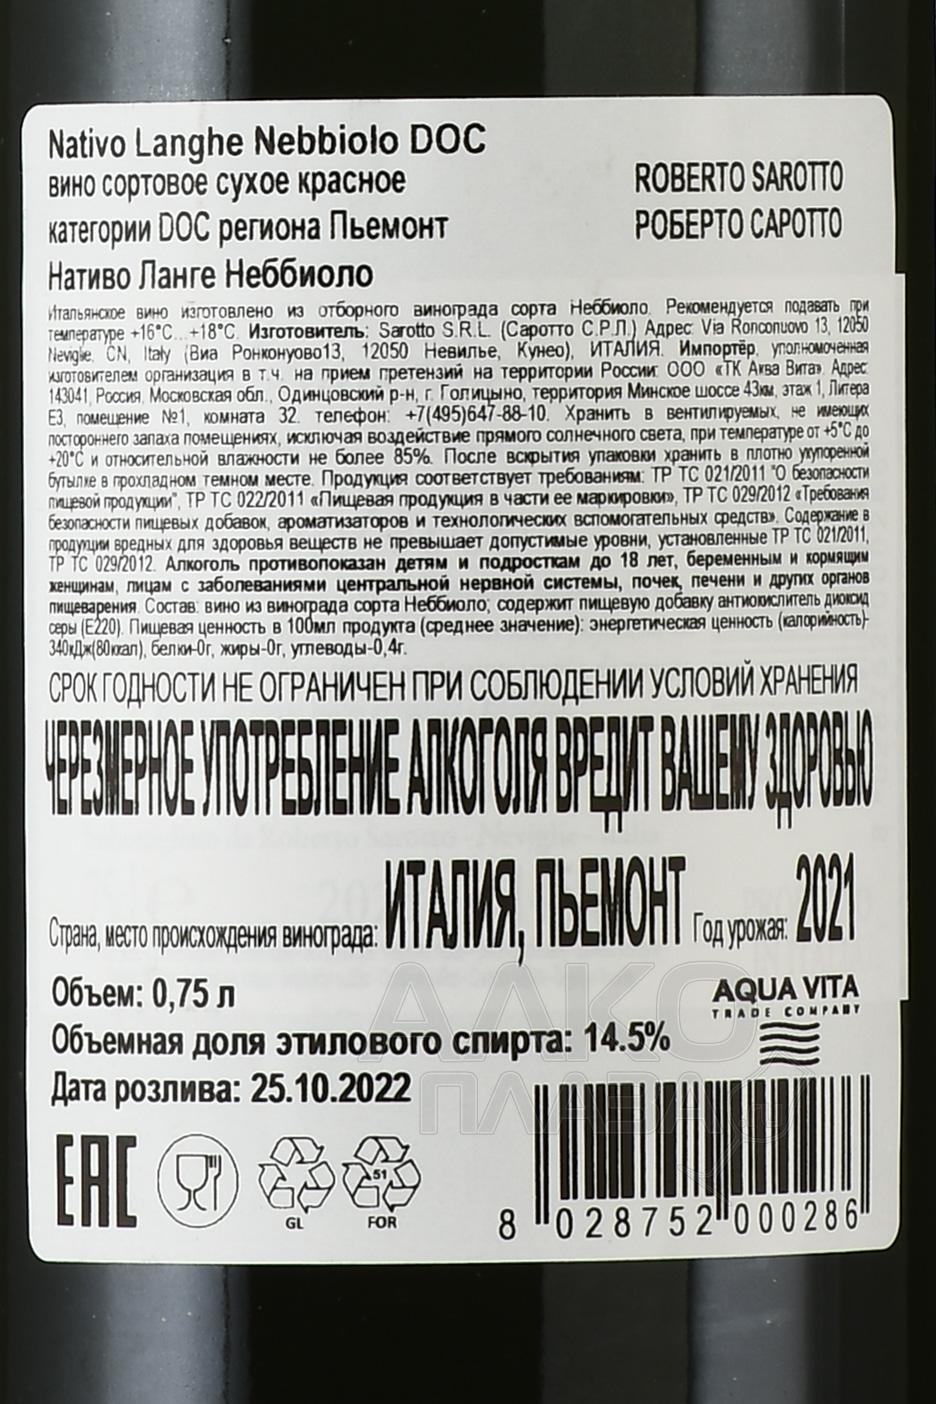 Nativo Langhe Nebbiolo DOC
вино сортовое сухое красное
ROBERTO SAROTTO
категории DOC региона Пьемонт
РОБЕРТО САРОТТО
Нативо Ланге Неббиоло
Итальянское вино изготовлено из отборного винограда сорта Неббиоло. Рекомендуется подавать при
температуре +16°С...+18°С. Изготовитель: Sarotto S.R.L. (Саротто С.Р.Л.) Адрес: Via Ronconuovo 13, 12050
Neviglie, CN, Italy (Виа Ронконуово13, 12050 Невилье, Кунео), ИТАЛИЯ. Импортёр, уполномоченная
изготовителем организация в т.ч. на прием претензий на территории России: ООО «ТК Аква Вита». Адрес:
143041, Россия, Московская обл., Одинцовский р-н, г. Голицыно, территория Минское шоссе 43км, этаж 1, Литера
Е3, помещение №1, комната 32. телефон: +7(495)647-88-10. Хранить в вентилируемых, не имеющих
постороннего запаха помещениях, исключая воздействие прямого солнечного света, при температуре от +5°С до
+20°С и относительной влажности не более 85%. После вскрытия упаковки хранить в плотно укупоренной
бутылке в прохладном темном месте. Продукция соответствует требованиям: ТР ТС 021/2011 "О безопасности
пищевой продукции", ТР ТС 022/2011 «Пищевая продукция в части ее маркировки», ТР ТС 029/2012 «Требования
безопасности пищевых добавок, ароматизаторов и технологических вспомогательных средств». Содержание в
продукции вредных для здоровья веществ не превышает допустимые уровни, установленные ТР ТС 021/2011,
ТР ТС 029/2012. Алкоголь противопоказан детям и подросткам до 18 лет, беременным и кормящим
женщинам, лицам с заболеваниями центральной нервной системы, почек, печени и других органов
пищеварения. Состав: вино из винограда сорта Неббиоло; содержит пищевую добавку антиокислитель диоксид
серы (Е220). Пищевая ценность в 100мл продукта (среднее значение): энергетическая ценность (калорийность)-
340кДж(80ккал), белки-0г, жиры-0г, углеводы-0,4г.
СРОК ГОДНОСТИ НЕ ОГРАНИЧЕН ПРИ СОБЛЮДЕНИИ УСЛОВИЙ ХРАНЕНИЯ
ЧЕРЕЗМЕРНОЕ УПОТРЕБЛЕНИЕ АЛКОГОЛЯ ВРЕДИТ ВАШЕМУ ЗДОРОВЬЮ
Страна, место происхождения винограда: ИТАЛИЯ, ПЬЕМОНТ Год урожая: 2021
Объем: 0,75 л
AQUA VITA
TRADE COMPANY
Объемная доля этилового спирта: 14.5%
Дата розлива: 25.10.2022
АЛКО
ПЛАЗА
EAC
51
GL
FOR
8 028752 000286